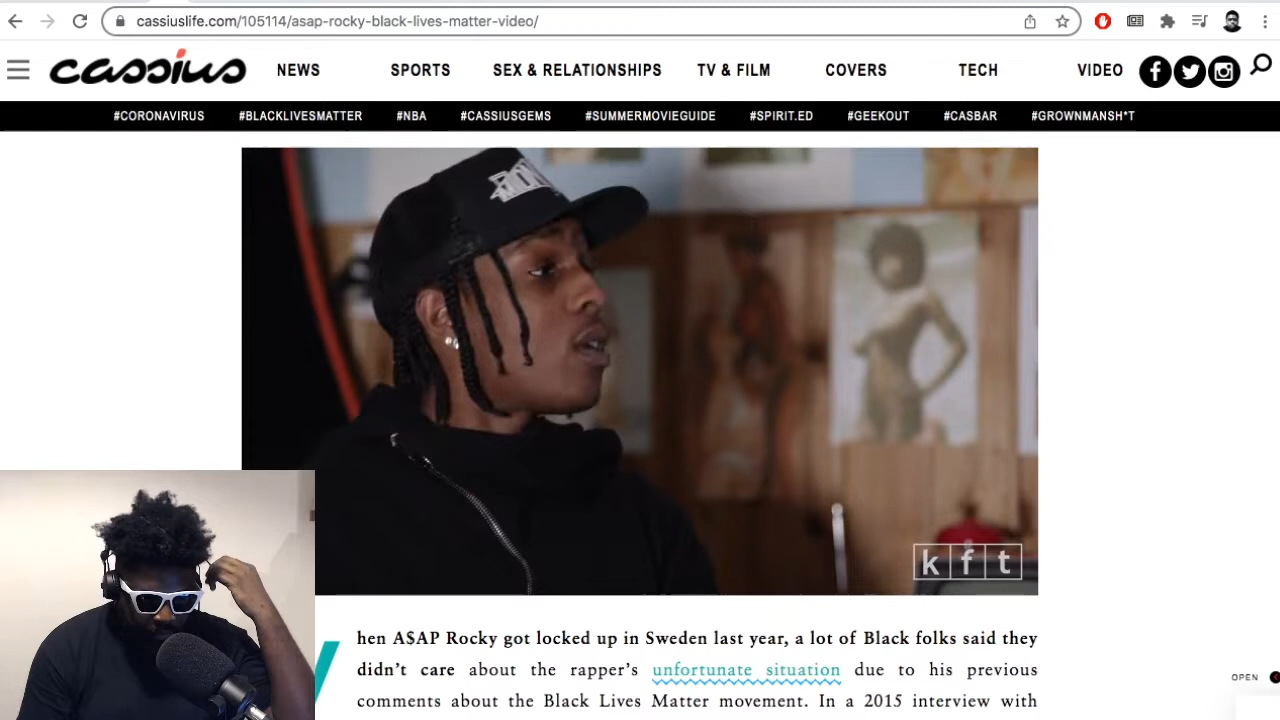 cassiuslife.com/105114/asap-rocky-black-lives-matter-video/
cassius NEWS SPORTS SEX & RELATIONSHIPS TV & FILM COVERS TECH VIDEO
#CORONAVIRUS #BLACKLIVESMATTER #NBA #CASSIUSGEMS #SUMMERMOVIEGUIDE #SPIRIT.ED #GEEKOUT #CASBAR #GROWNMANSH*T
kft
hen A$AP Rocky got locked up in Sweden last year, a lot of Black folks said they
didn’t care about the rapper’s unfortunate situation due to his previous
OPEN
comments about the Black Lives Matter movement. In a 2015 interview with